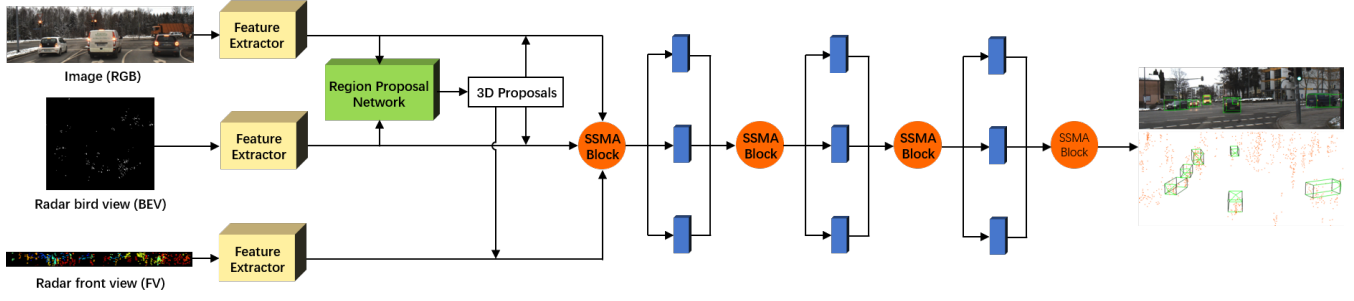 Feature
Extractor
Image (RGB)
Region Proposal
Network
3D Proposals
Feature
Extractor
SSMA
Block
SSMA
Block
SSMA
Block
SSMA
Block
Radar bird view (BEV)
Feature
Extractor
Radar front view (FV)